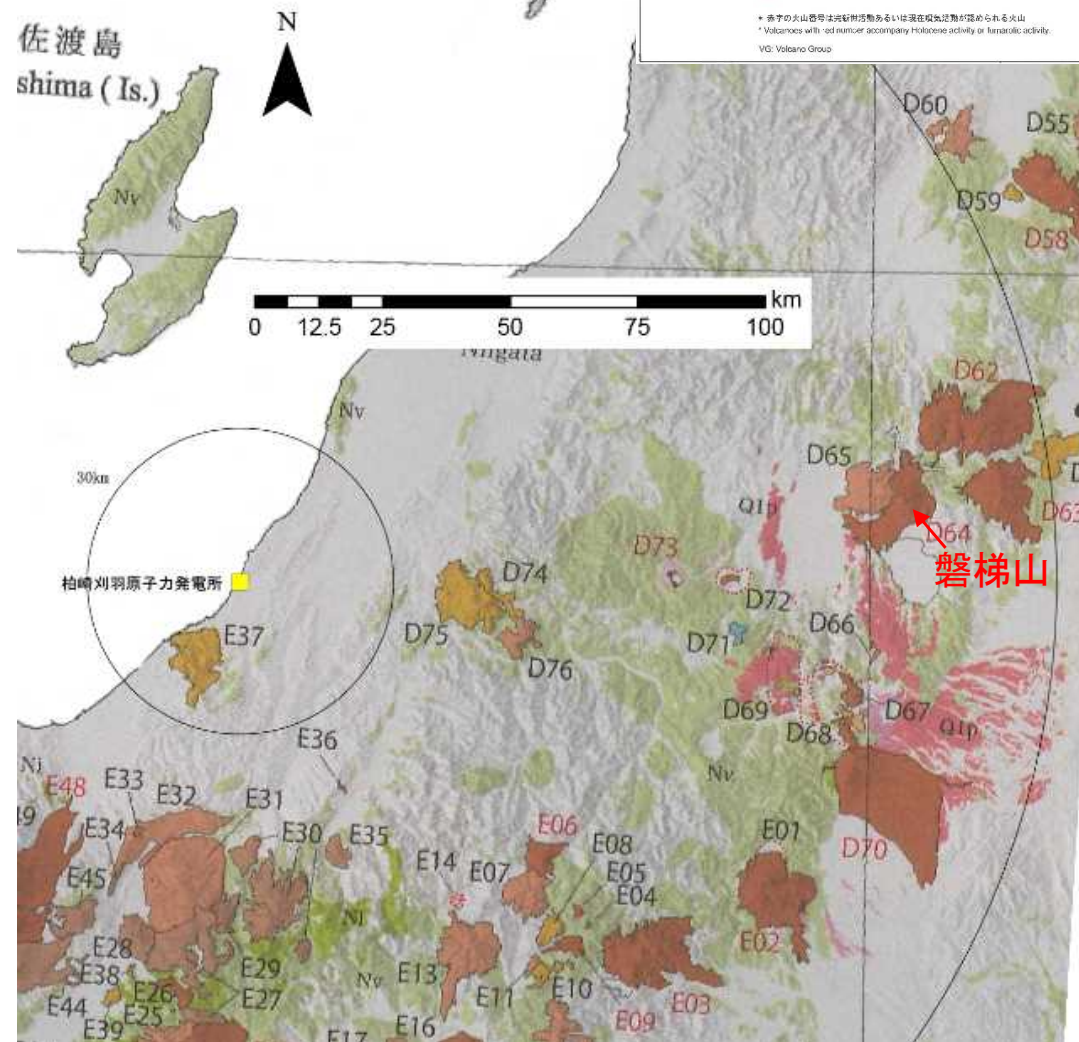 * 赤字の火山番号は完新世活動あるいは現在噴気活動が認められる火山
* Volcanoes with red number accompany Holocene activity or fumarolic activity.
VG: Volcano Group
佐渡島
shima ( Is.)
N
Nv
D60
D55
D59
D58
km
0 12.5 25 50 75 100
Niigata
Nv
D62
D65
30km
Q1p
D63
D64
D73
磐梯山
柏崎刈羽原子力発電所
D74
D72
D75
D71
D66
E37
D76
D69
D67
D68
Q1p
E36
Nj
Nv
E48
E33
E32
E31
49
E34
E30
E35
E06
E08
E01
D70
E45
E14
E07
E05
E04
Nj
E28
E02
E38
E29
Nv
E13
E44
E26
E27
E11
E10
E03
E25
E09
E39
E17
E16